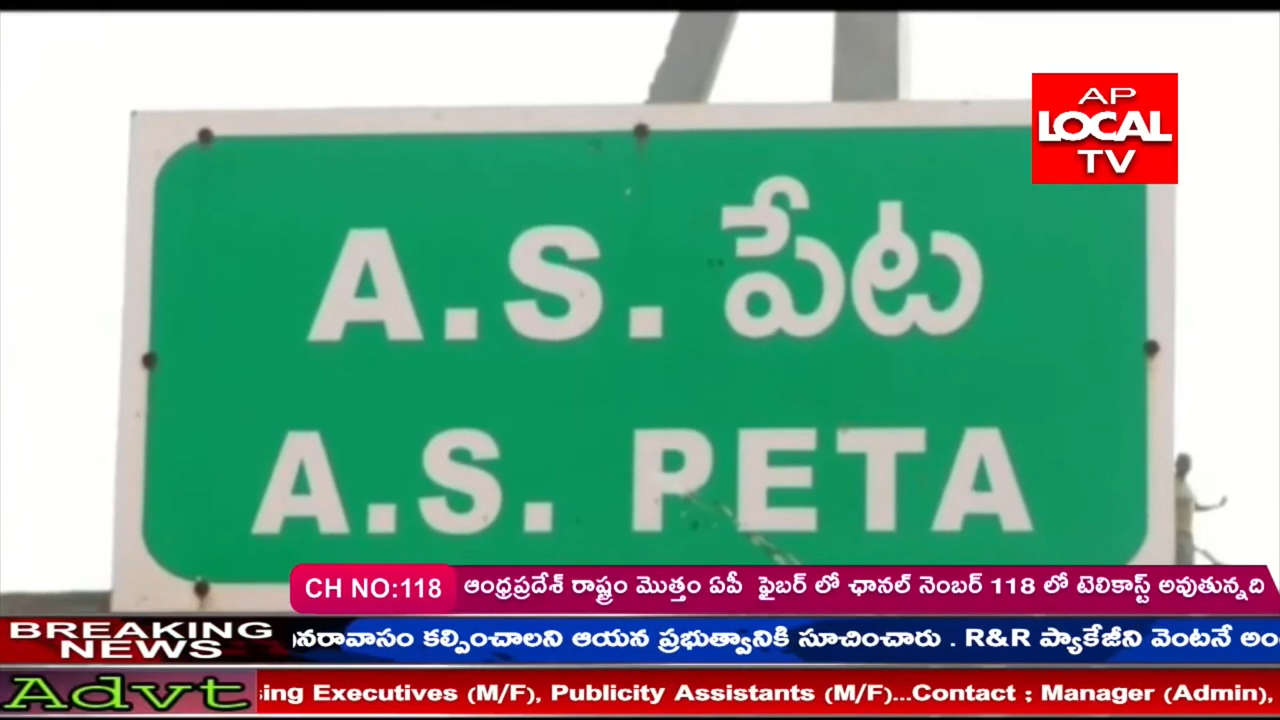 AP
LOCAL
TV
A.S. పేట
A.S. PETA
CH NO:118 ఆంధ్రప్రదేశ్ రాష్ట్రం మొత్తం ఏపీ ఫైబర్ లో ఛానల్ నెంబర్ 118 లో టెలికాస్ట్ అవుతున్నది
BREAKING
NEWS
కల్పించాలని ఆయన ప్రభుత్వానికి సూచించారు . R&R ప్యాకేజీని వెంటనే
Advt
Executives (M/F), Publicity Assistants (M/F)...Contact ; Manager (Admin),